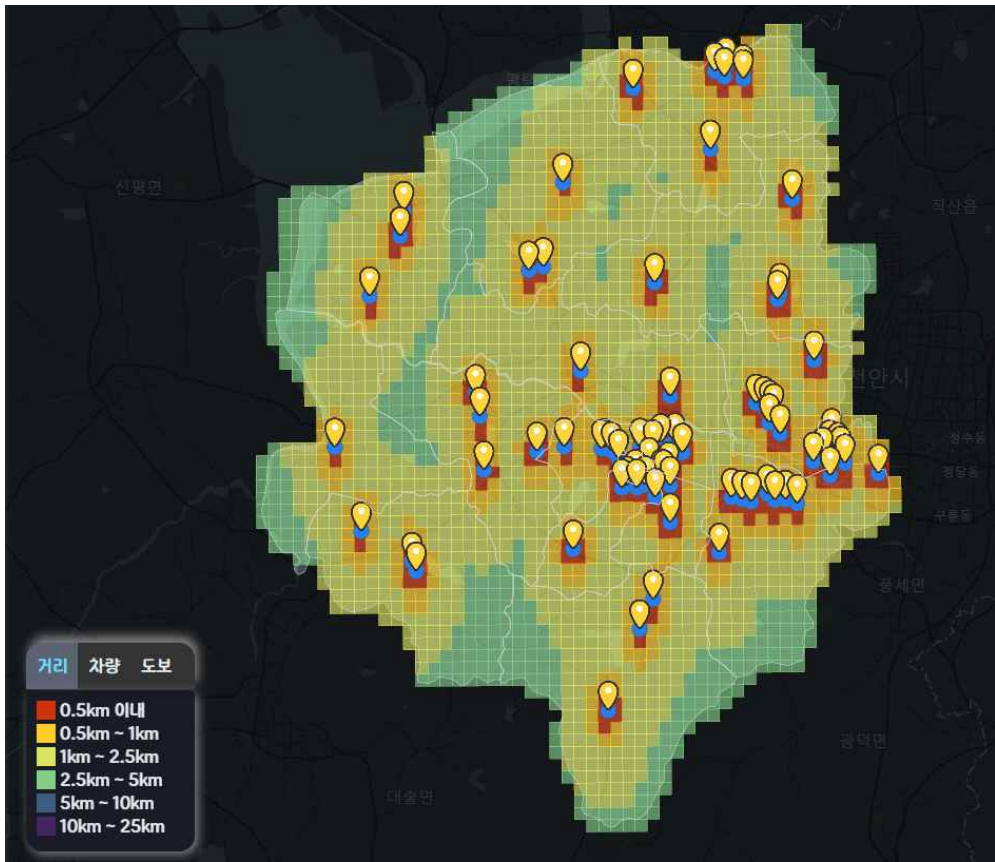 신평면
직산읍
천안시
청수동
청당동
구룡동
풍세면
광덕면
대술면
거리 차량 도보
0.5km 이내
0.5km ~ 1km
1km ~ 2.5km
2.5km ~ 5km
5km ~ 10km
10km ~ 25km